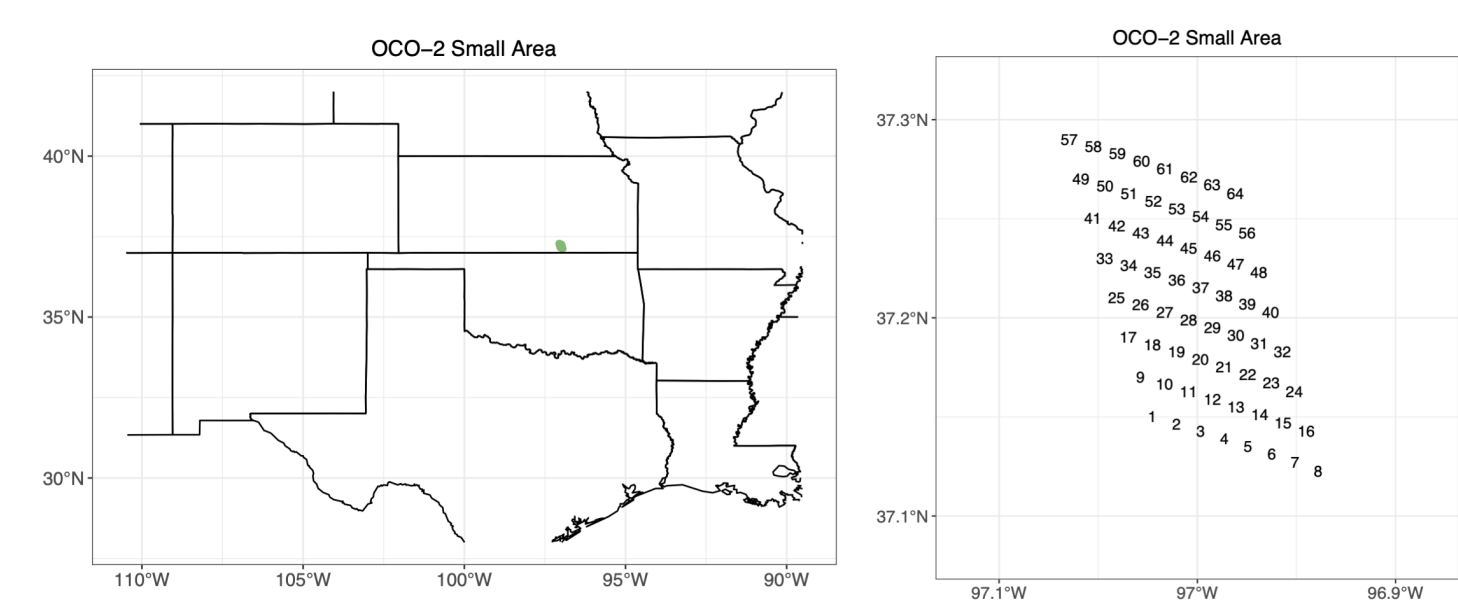 OCO−2 Small Area
40°N
35°N
30°N
110°W 105°W 100°W 95°W 90°W
OCO−2 Small Area
37.3°N
37.2°N
37.1°N
57 58 59 60 61 62 63 64
49 50 51 52 53 54 55 56
41 42 43 44 45 46 47 48
33 34 35 36 37 38 39 40
25 26 27 28 29 30 31 32
17 18 19 20 21 22 23 24
9 10 11 12 13 14 15 16
1 2 3 4 5 6 7 8
97.1°W 97°W 96.9°W